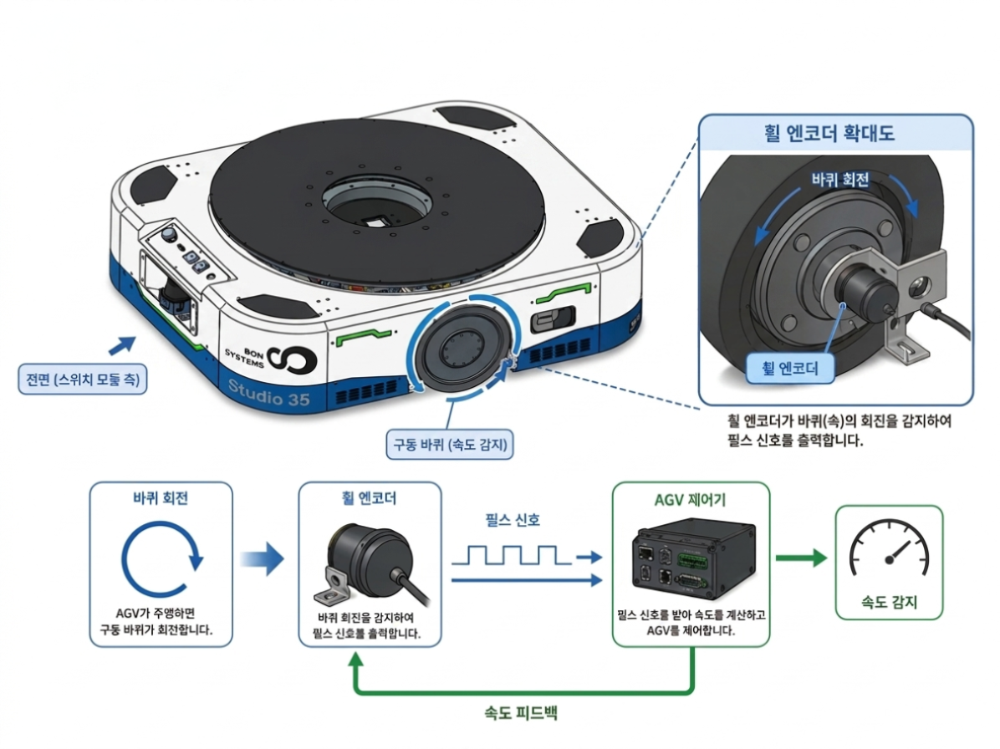 휠 엔코더 확대도
바퀴 회전
휠 엔코더
휠 엔코더가 바퀴(속)의 회진을 감지하여
필스 신호를 출력합니다.
BON
SYSTEMS
Studio 35
전면 (스위치 모듈 측)
구동 바퀴 (속도 감지)
바퀴 회전
AGV가 주앵하면
구동 바뀌가 회전합니다.
휠 엔코더
바퀴 회진을 감지하여
필스 신호를 출력합니다.
필스 신호
AGV 제어기
필스 신호를 받아 속도를 계산하고
AGV를 제어합니다.
속도 감지
속도 피드백